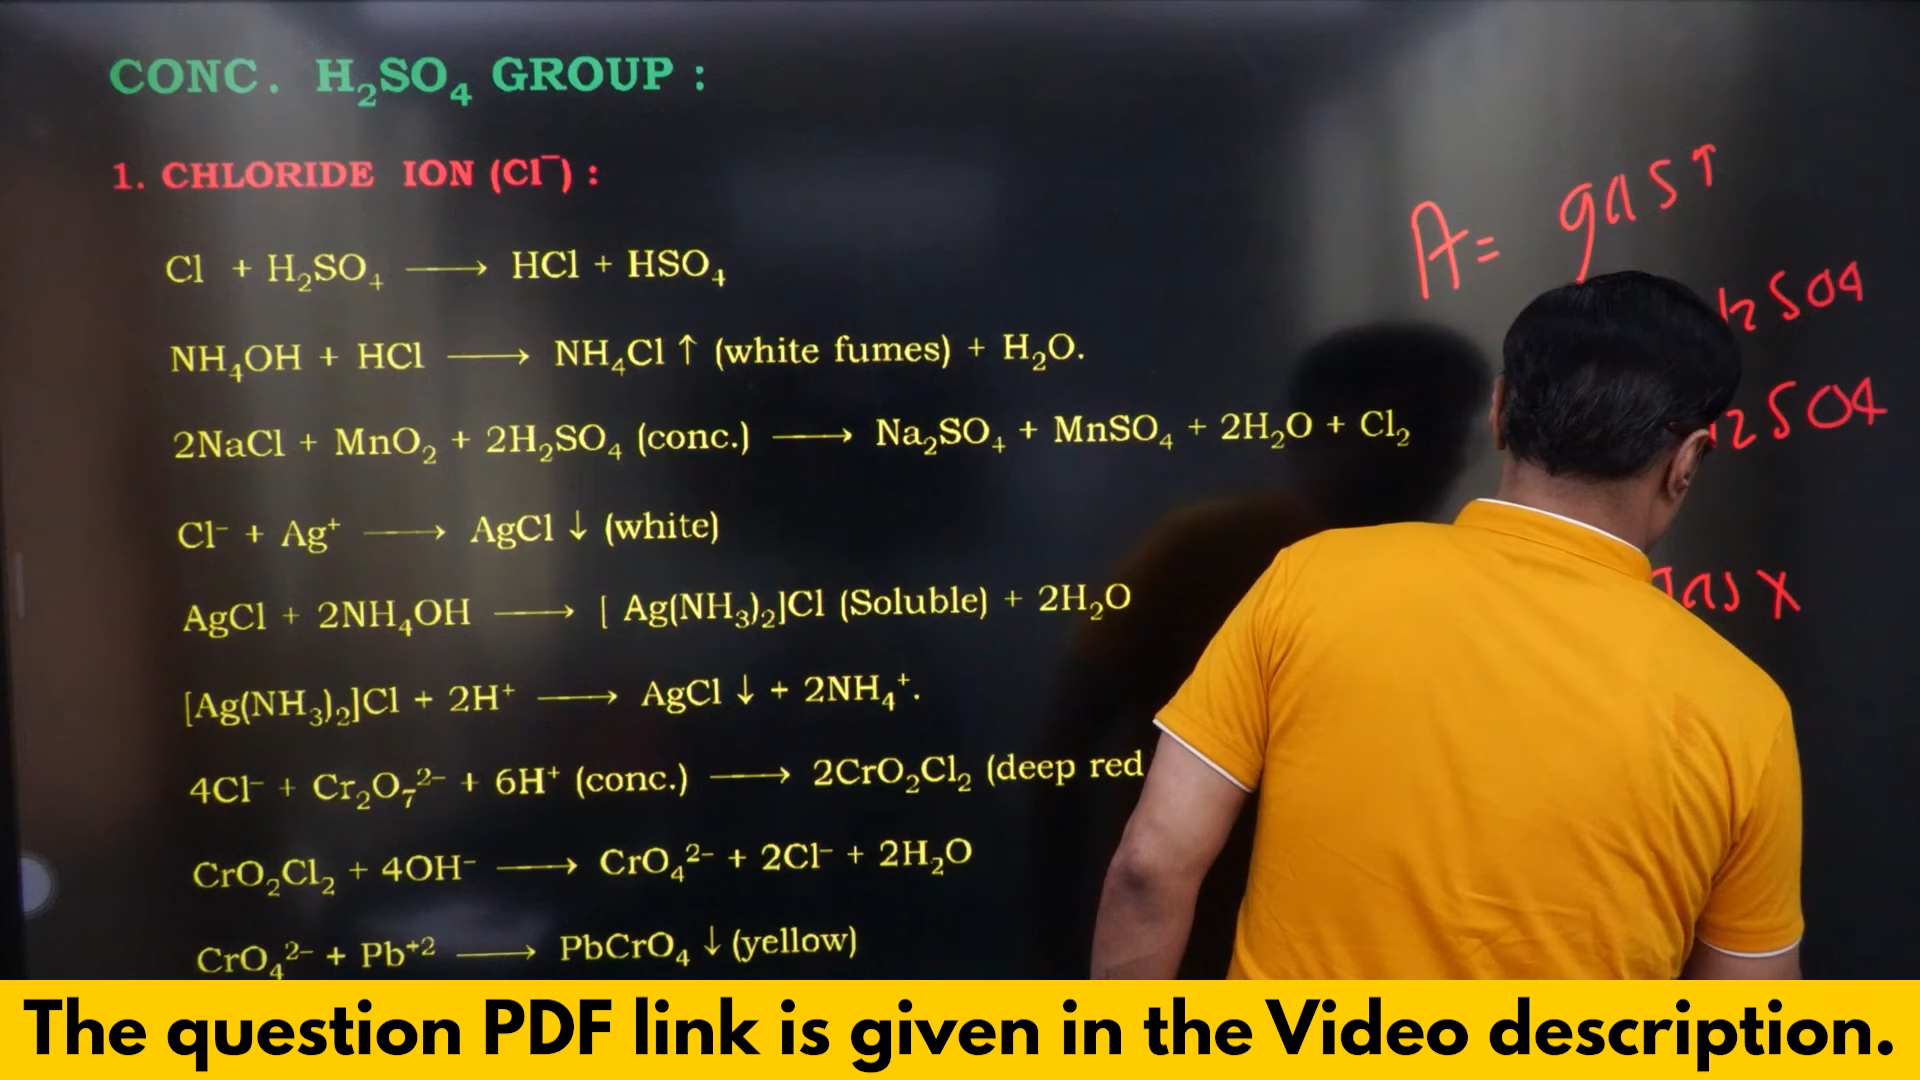 CONC. H₂SO₄ GROUP :
1. CHLORIDE ION (Cl⁻) :
Cl + H₂SO₄ ⟶ HCl + HSO₄
NH₄OH + HCl ⟶ NH₄Cl ↑ (white fumes) + H₂O.
2NaCl + MnO₂ + 2H₂SO₄ (conc.) ⟶ Na₂SO₄ + MnSO₄ + 2H₂O + Cl₂
Cl⁻ + Ag⁺ ⟶ AgCl ↓ (white)
AgCl + 2NH₄OH ⟶ [ Ag(NH₃)₂]Cl (Soluble) + 2H₂O
[Ag(NH₃)₂]Cl + 2H⁺ ⟶ AgCl ↓ + 2NH₄⁺.
4Cl⁻ + Cr₂O₇²⁻ + 6H⁺ (conc.) ⟶ 2CrO₂Cl₂ (deep red
CrO₂Cl₂ + 4OH⁻ ⟶ CrO₄²⁻ + 2Cl⁻ + 2H₂O
CrO₄²⁻ + Pb⁺² ⟶ PbCrO₄ ↓ (yellow)
A = gas ↑
2SO4
2SO4
gas X
The question PDF link is given in the Video description.